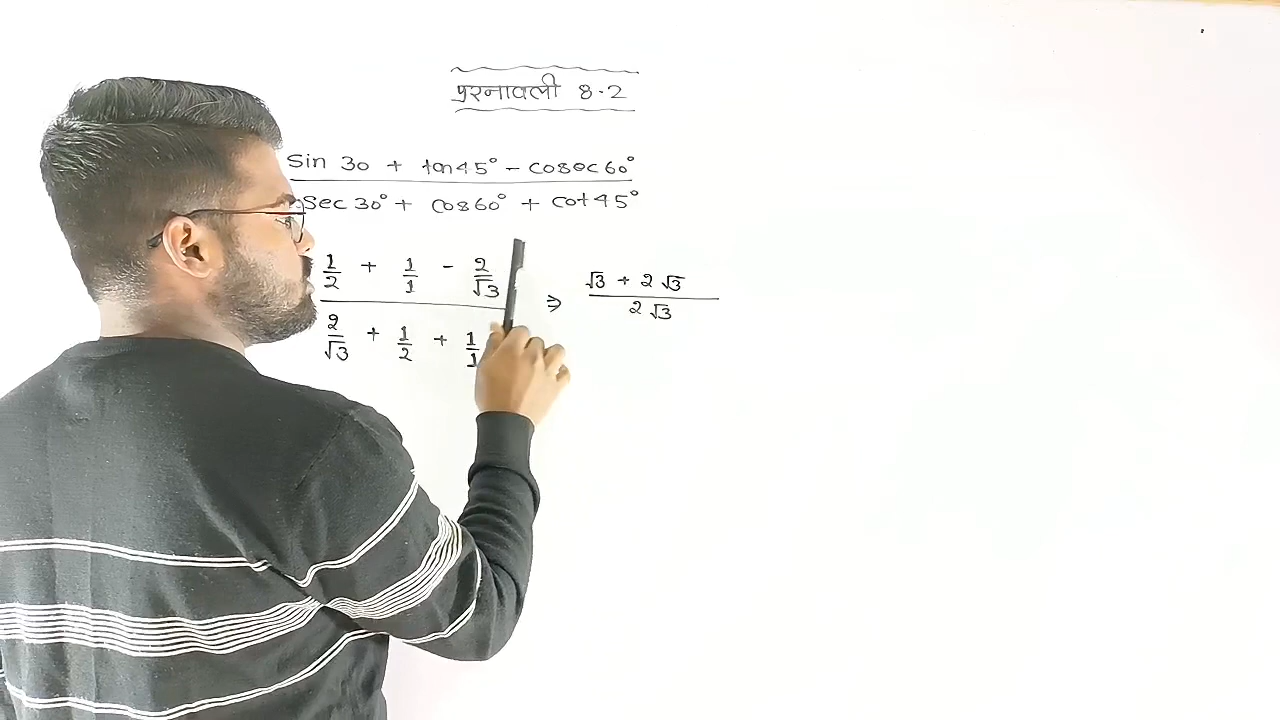 प्रश्नावली 8.2
sin 30 + tan45° - cosec60°
sec 30° + cos60° + cot45°
1/2 + 1/1 - 2/√3 ⇒ √3 + 2√3 / 2√3
2/√3 + 1/2 + 1/1